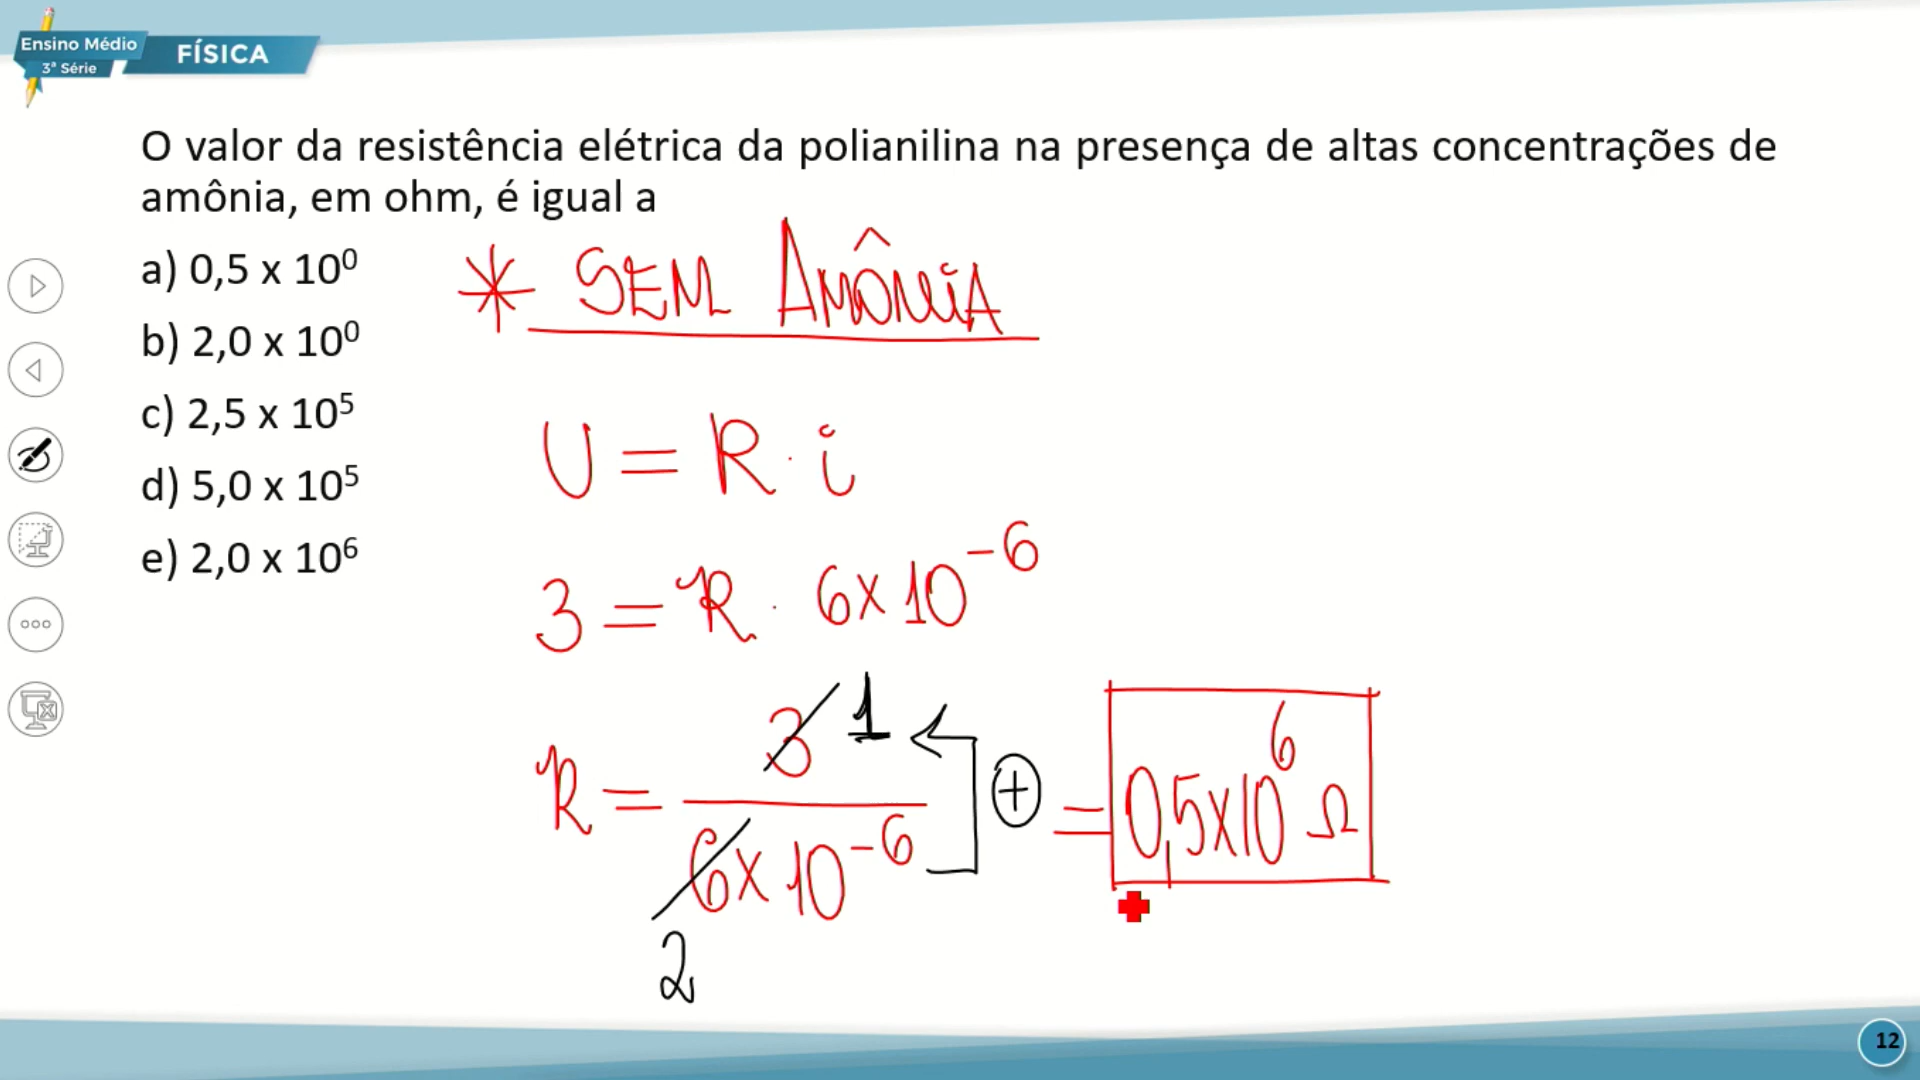 Ensino Médio
3ª Série
FÍSICA
O valor da resistência elétrica da polianilina na presença de altas concentrações de
amônia, em ohm, é igual a
a) 0,5 x 10⁰
b) 2,0 x 10⁰
c) 2,5 x 10⁵
d) 5,0 x 10⁵
e) 2,0 x 10⁶
* SEM AMÔNiA
U = R · i
3 = R · 6x10⁻⁶
R = 3 1 / 6x10⁻⁶ 2 ⊕ = 0,5x10⁶ Ω
12